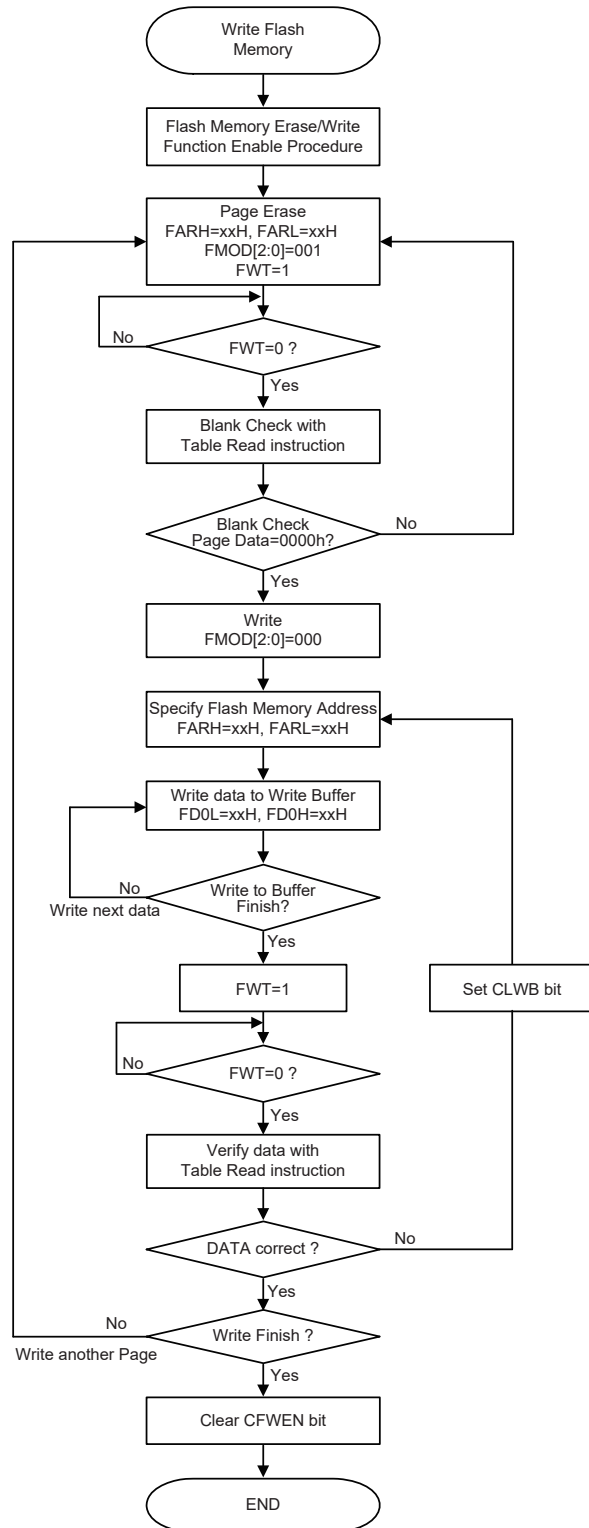 Write Flash
Memory
Flash Memory Erase/Write
Function Enable Procedure
Page Erase
FARH=xxH, FARL=xxH
FMOD[2:0]=001
FWT=1
No
FWT=0 ?
Yes
Blank Check with
Table Read instruction
Blank Check
Page Data=0000h?
No
Yes
Write
FMOD[2:0]=000
Specify Flash Memory Address
FARH=xxH, FARL=xxH
Write data to Write Buffer
FD0L=xxH, FD0H=xxH
No
Write next data
Write to Buffer
Finish?
Yes
FWT=1
Set CLWB bit
No
FWT=0 ?
Yes
Verify data with
Table Read instruction
DATA correct ?
No
Yes
No
Write another Page
Write Finish ?
Yes
Clear CFWEN bit
END